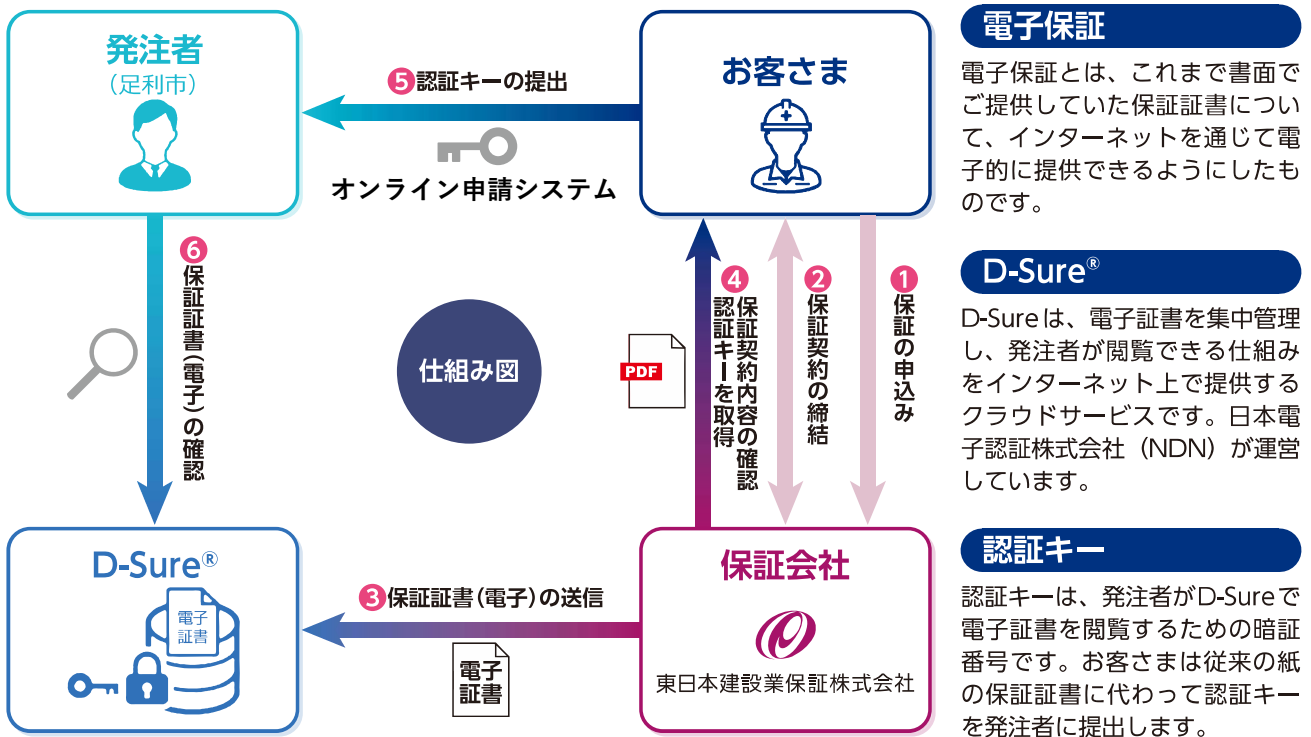 発注者
（足利市）
❺認証キーの提出
オンライン申請システム
お客さま
❻
保証証書（電子）の確認
仕組み図
PDF
❹
保証契約内容の確認
認証キーを取得
❷
保証契約の締結
❶
保証の申込み
D-Sure®
電子
証書
❸保証証書（電子）の送信
電子
証書
保証会社
東日本建設業保証株式会社
電子保証
電子保証とは、これまで書面で
ご提供していた保証証書につい
て、インターネットを通じて電
子的に提供できるようにしたも
のです。
D-Sure®
D-Sureは、電子証書を集中管理
し、発注者が閲覧できる仕組み
をインターネット上で提供する
クラウドサービスです。日本電
子認証株式会社（NDN）が運営
しています。
認証キー
認証キーは、発注者がD-Sureで
電子証書を閲覧するための暗証
番号です。お客さまは従来の紙
の保証証書に代わって認証キー
を発注者に提出します。